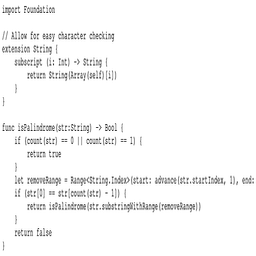 import Foundation
// Allow for easy character checking
extension String {
subscript (i: Int) -> String {
return String(Array(self)[i])
}
}
func isPalindrome(str:String) -> Bool {
if (count(str) == 0 || count(str) == 1) {
return true
}
let removeRange = Range<String.Index>(start: advance(str.startIndex, 1), end:
if (str[0] == str[count(str) - 1]) {
return isPalindrome(str.substringWithRange(removeRange))
}
return false
}